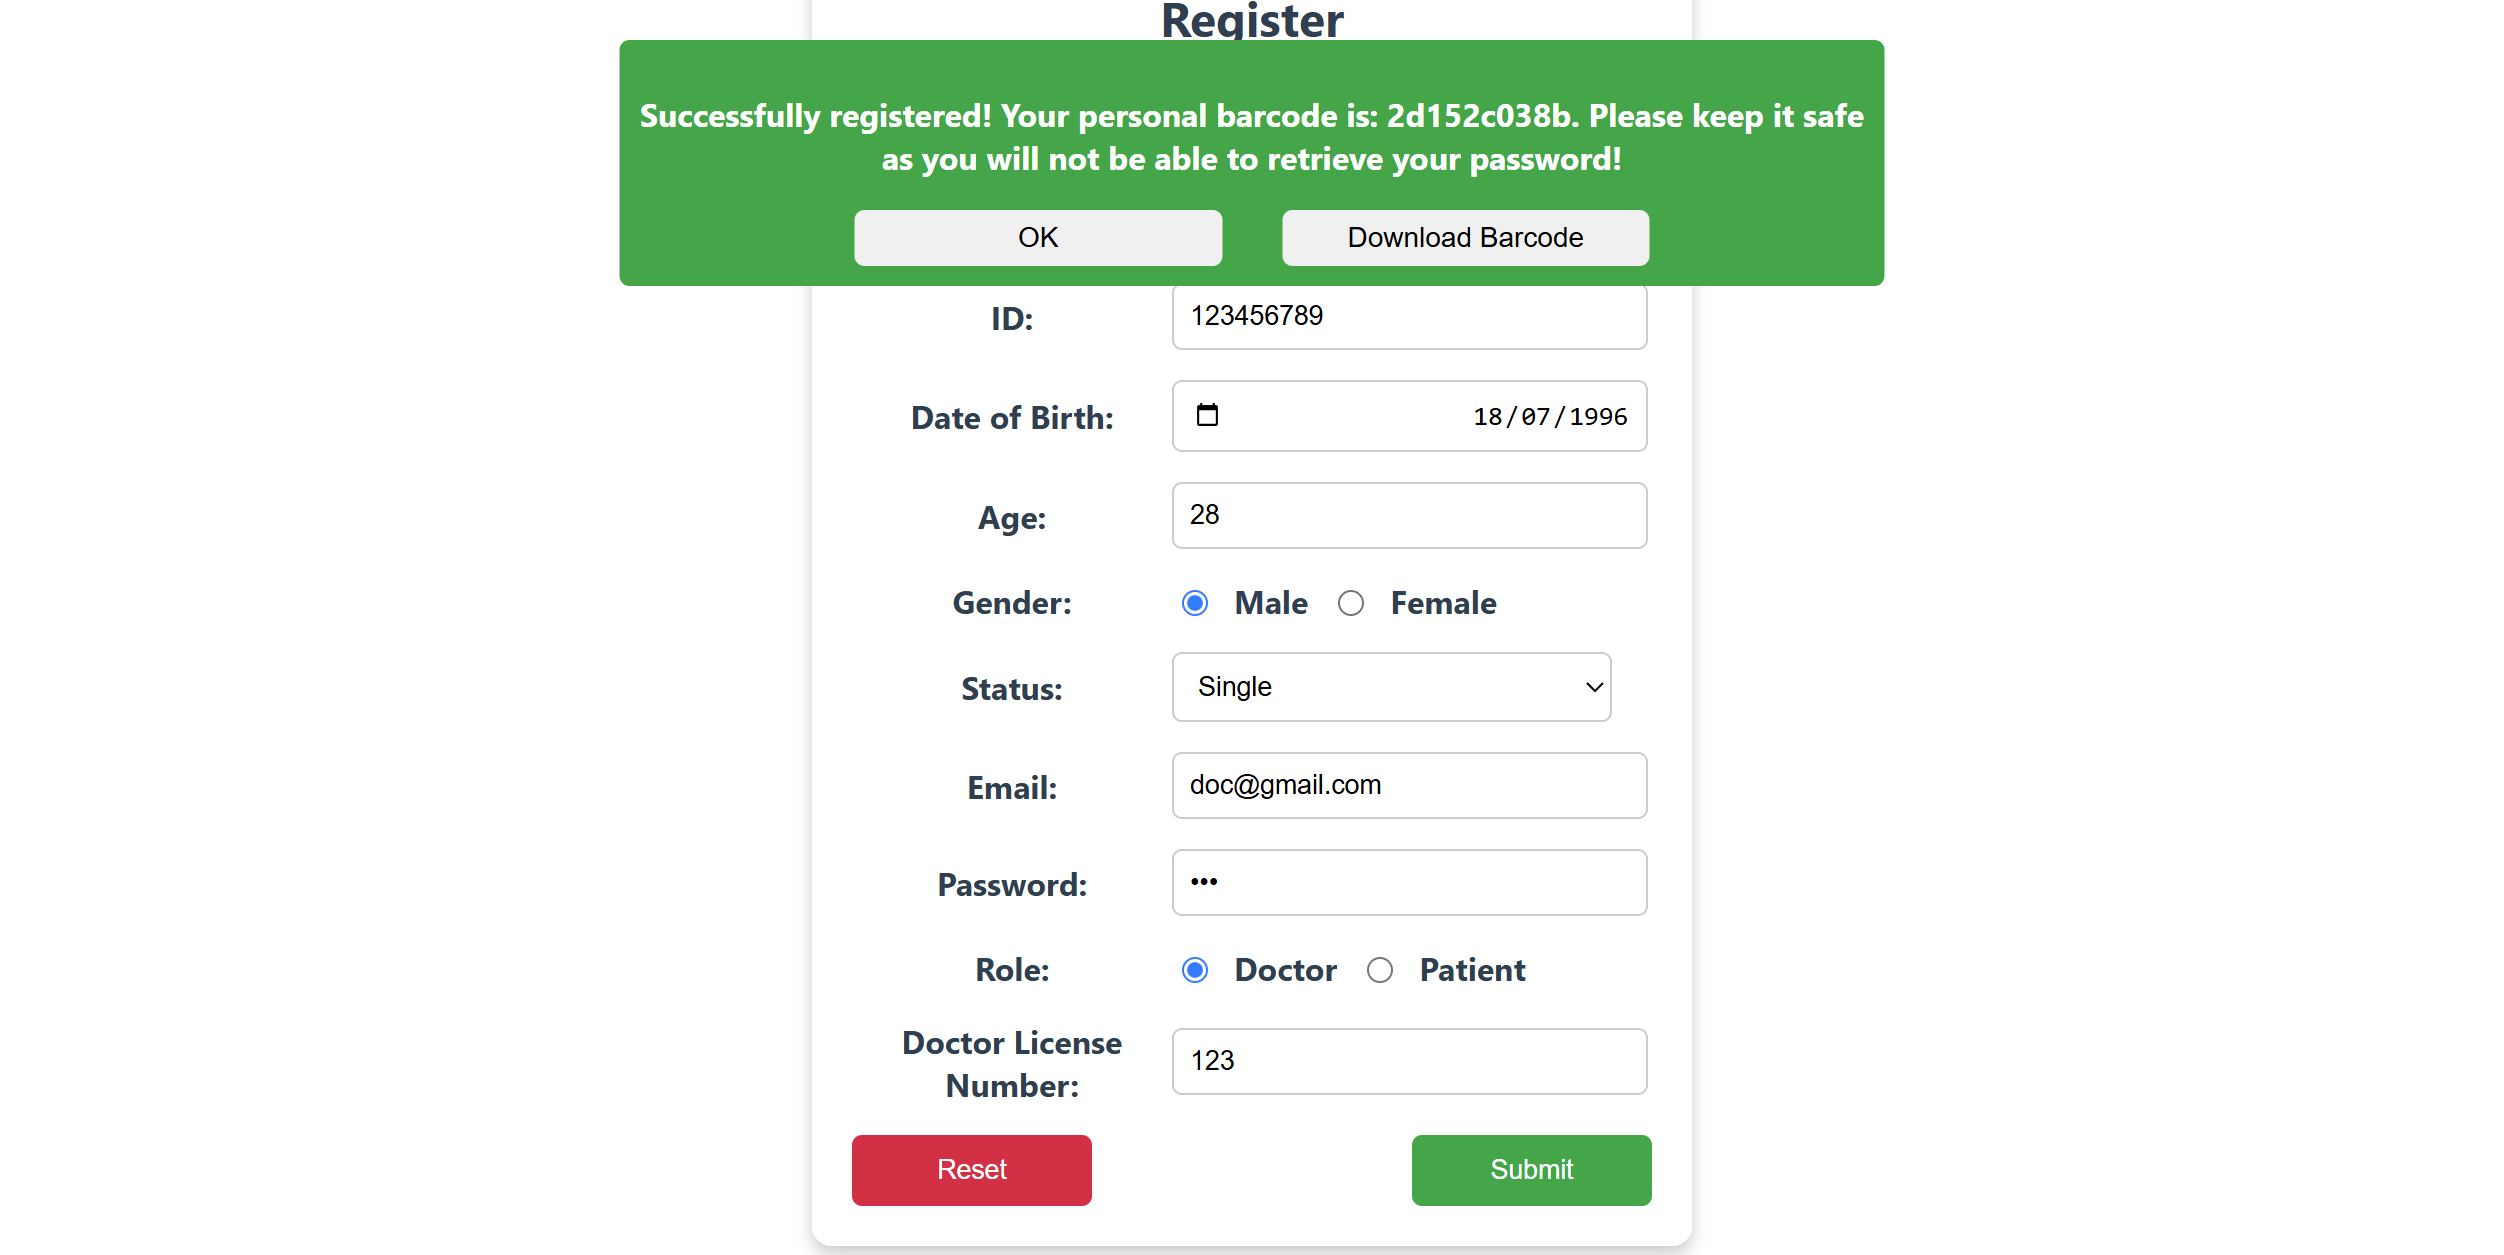 Register
Successfully registered! Your personal barcode is: 2d152c038b. Please keep it safe
as you will not be able to retrieve your password!
OK
Download Barcode
ID:
123456789
Date of Birth:
18/07/1996
Age:
28
Gender:
Male
Female
Status:
Single
Email:
doc@gmail.com
Password:
•••
Role:
Doctor
Patient
Doctor License
Number:
123
Reset
Submit